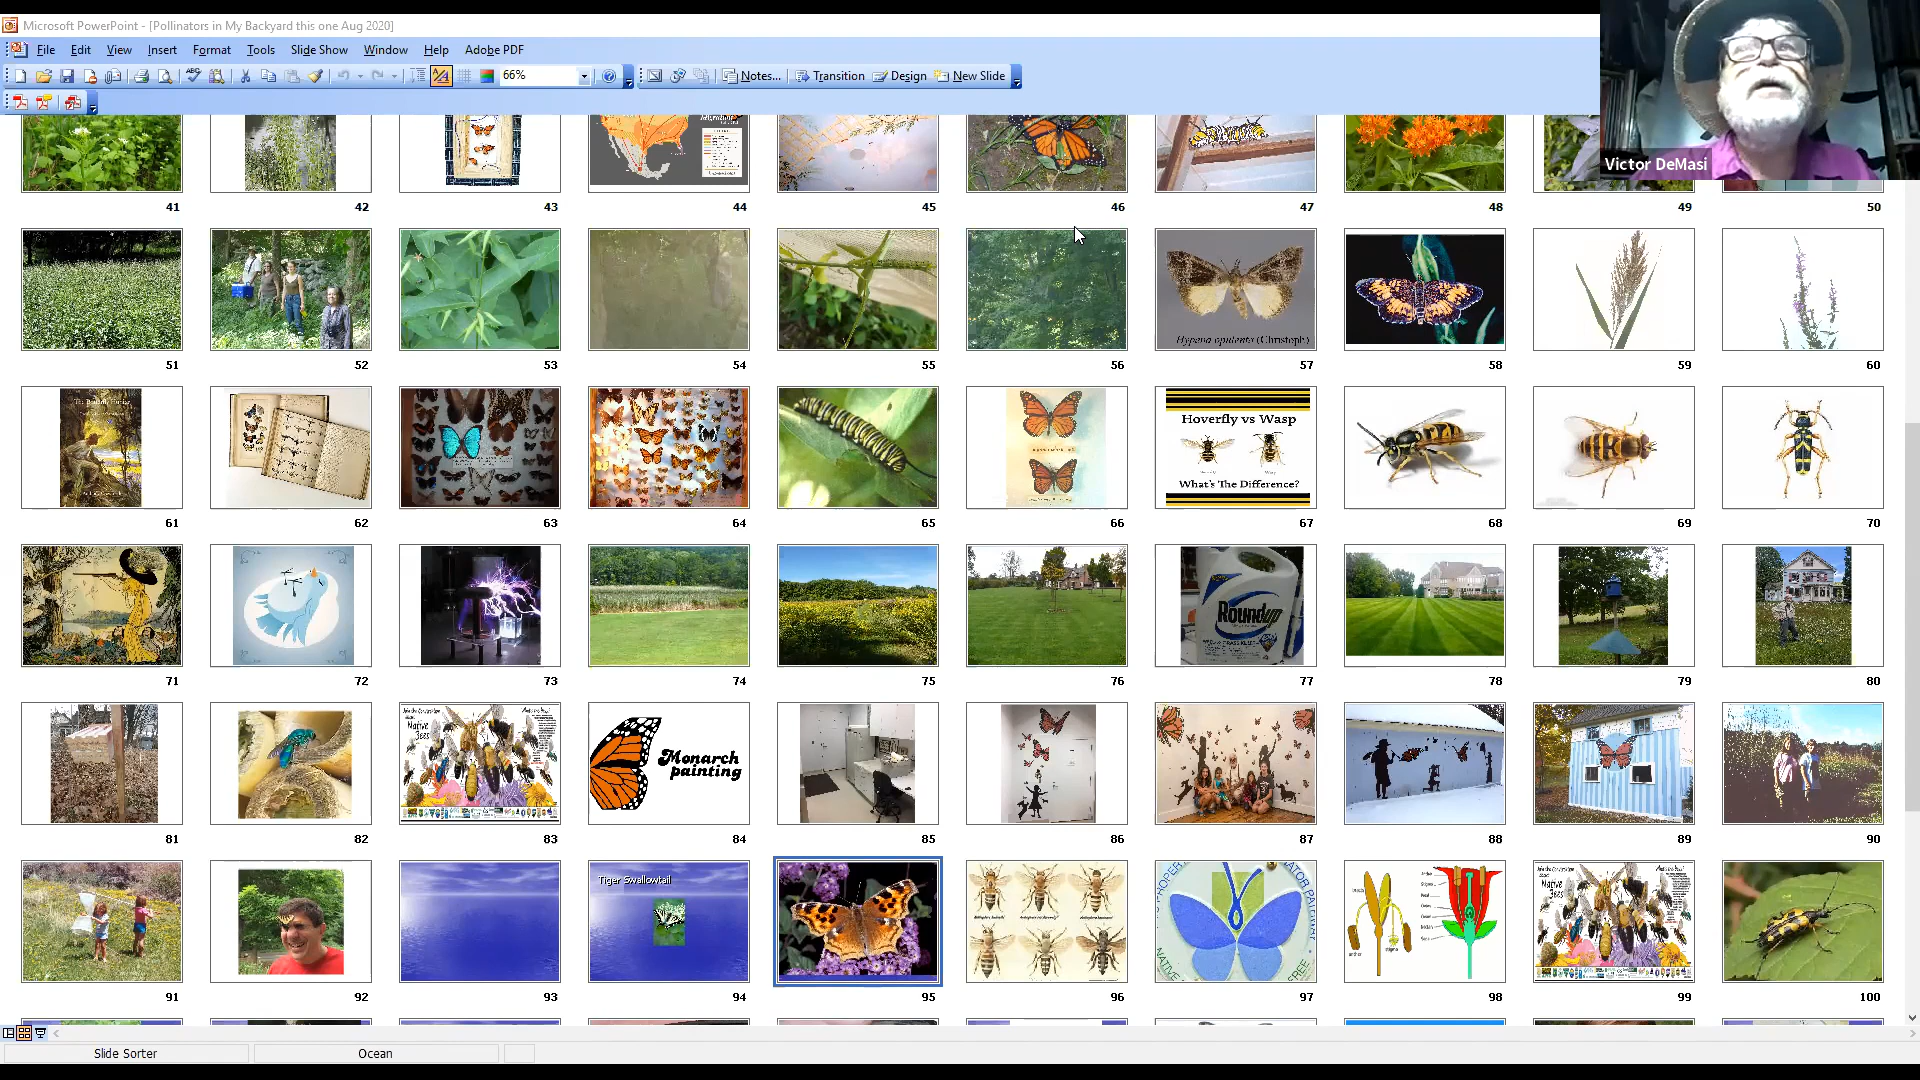 Microsoft PowerPoint - [Pollinators in My Backyard this one Aug 2020]
File Edit View Insert Format Tools Slide Show Window Help Adobe PDF
66% Notes... Transition Design New Slide
Victor DeMasi
41 42 43 44 45 46 47 48 49 50
Hypena opulenta (Christoph)
51 52 53 54 55 56 57 58 59 60
The Butterfly Hunter
Hoverfly vs Wasp
What's The Difference?
61 62 63 64 65 66 67 68 69 70
Roundup
71 72 73 74 75 76 77 78 79 80
Native
Bees
Monarch
painting
81 82 83 84 85 86 87 88 89 90
Tiger Swallowtail
Native
Bees
91 92 93 94 95 96 97 98 99 100
Slide Sorter Ocean